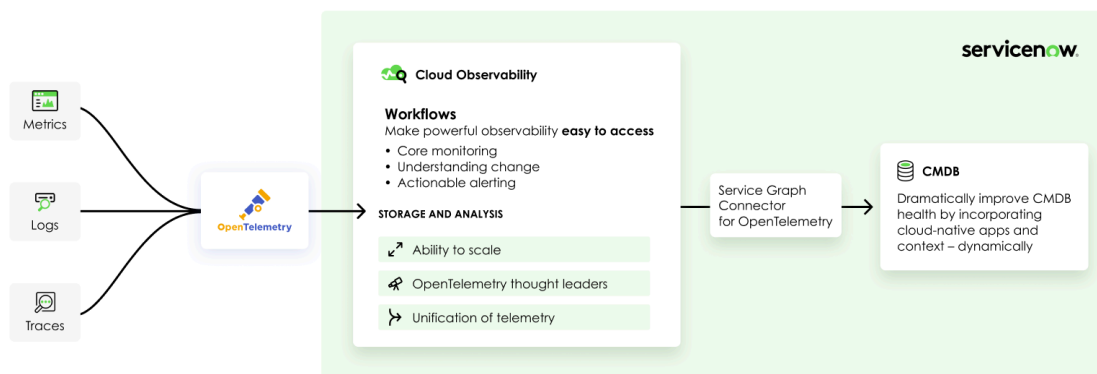 servicenow.
Cloud Observability
Metrics
Logs
Traces
OpenTelemetry
Workflows
Make powerful observability easy to access
• Core monitoring
• Understanding change
• Actionable alerting
STORAGE AND ANALYSIS
Ability to scale
OpenTelemetry thought leaders
Unification of telemetry
Service Graph
Connector
for OpenTelemetry
CMDB
Dramatically improve CMDB
health by incorporating
cloud-native apps and
context – dynamically